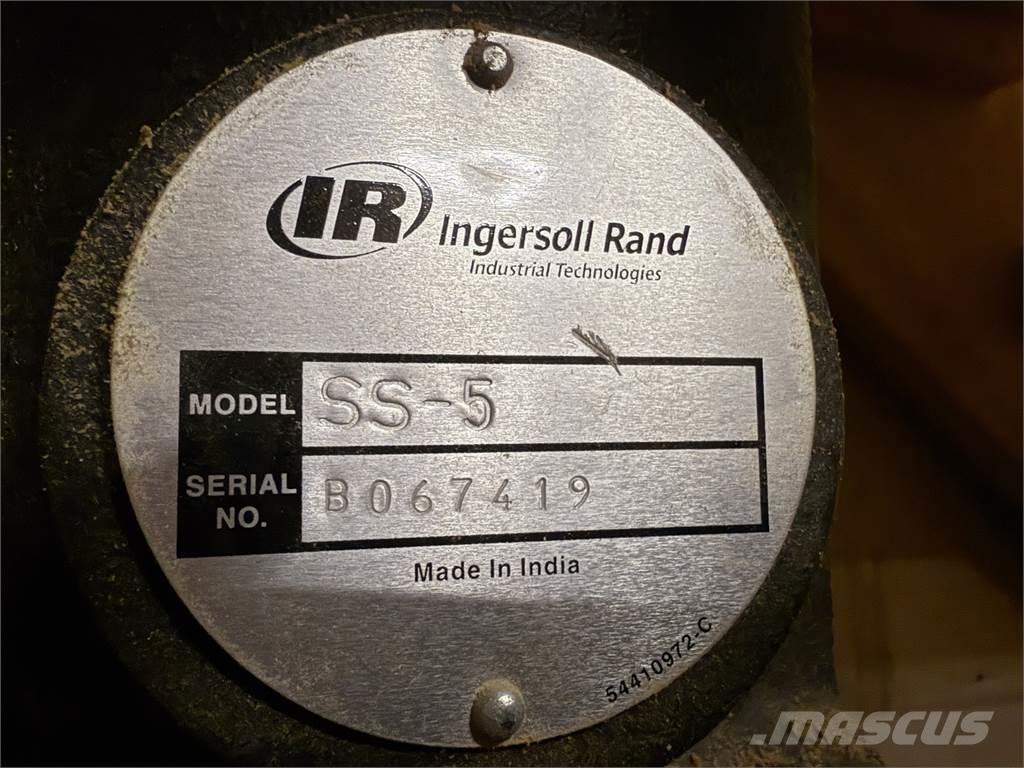 IR Ingersoll Rand
Industrial Technologies
MODEL SS-5
SERIAL NO. B067419
Made In India
54410972-C
.MASCUS